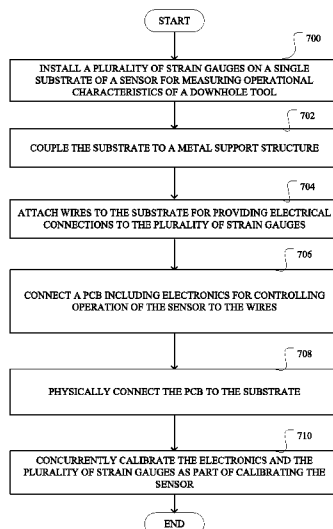 START
700
INSTALL A PLURALITY OF STRAIN GAUGES ON A SINGLE
SUBSTRATE OF A SENSOR FOR MEASURING OPERATIONAL
CHARACTERISTICS OF A DOWNHOLE TOOL
702
COUPLE THE SUBSTRATE TO A METAL SUPPORT STRUCTURE
704
ATTACH WIRES TO THE SUBSTRATE FOR PROVIDING ELECTRICAL
CONNECTIONS TO THE PLURALITY OF STRAIN GAUGES
706
CONNECT A PCB INCLUDING ELECTRONICS FOR CONTROLLING
OPERATION OF THE SENSOR TO THE WIRES
708
PHYSICALLY CONNECT THE PCB TO THE SUBSTRATE
710
CONCURRENTLY CALIBRATE THE ELECTRONICS AND THE
PLURALITY OF STRAIN GAUGES AS PART OF CALIBRATING THE
SENSOR
END